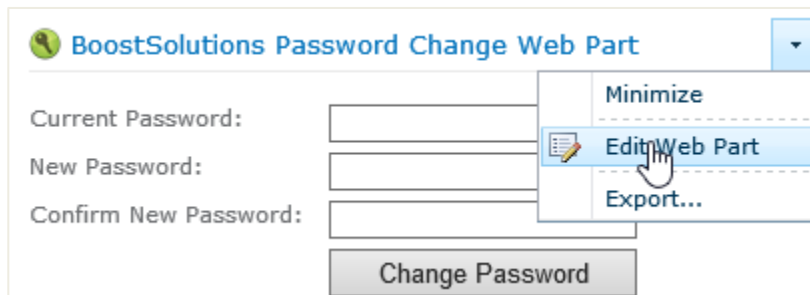 BoostSolutions Password Change Web Part
Minimize
Current Password:
Edit Web Part
New Password:
Export...
Confirm New Password:
Change Password